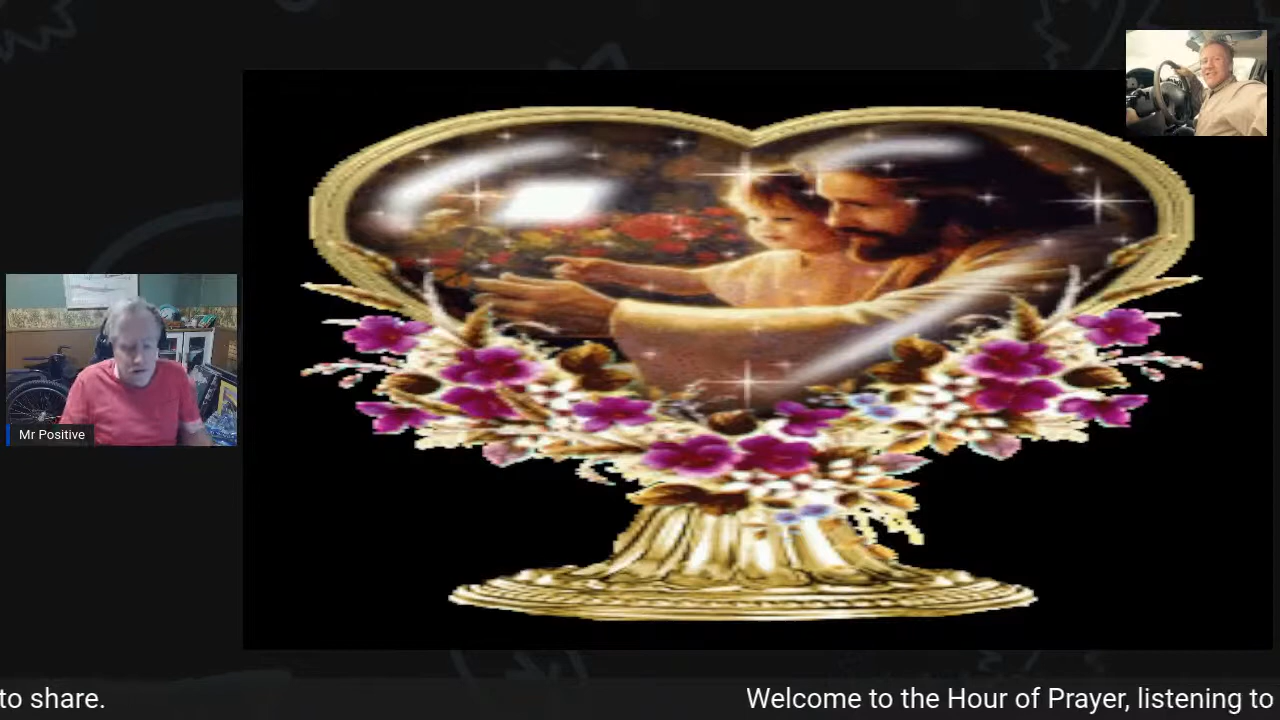 Mr Positive
to share.
Welcome to the Hour of Prayer, listening to